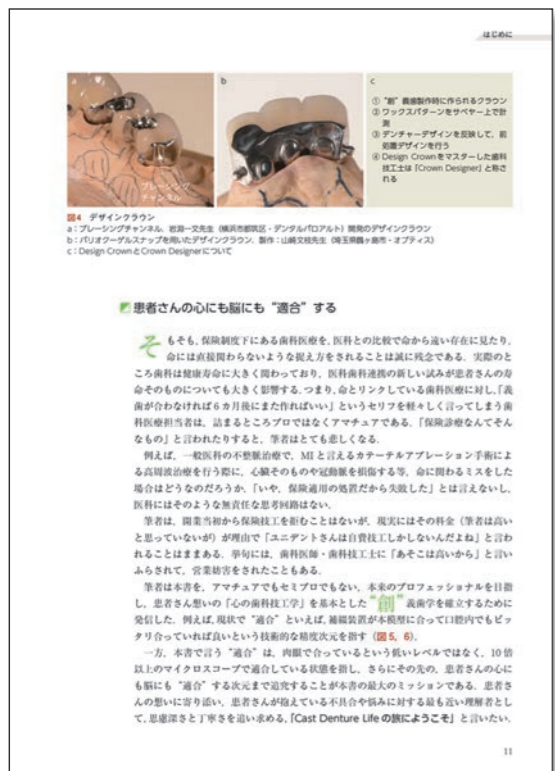 はじめに
a
b
c
ブレーシング
チャンネル
① “創”義歯製作時に作られるクラウン
② ワックスパターンをサベヤー上で計
測
③ デンチャーデザインを反映して，前
処置デザインを行う
④ Design Crownをマスターした歯科
技工士は「Crown Designer」と称さ
れる
図4 デザインクラウン
a：ブレーシングチャンネル，岩淵一文先生（横浜市都筑区・デンタルパロアルト）開発のデザインクラウン
b：バリオクーゲルスナップを用いたデザインクラウン．製作：山崎文枝先生（埼玉県鶴ヶ島市・オプティス）
c：Design CrownとCrown Designerについて
患者さんの心にも脳にも“適合”する
そもそも，保険制度下にある歯科医療を，医科との比較で命から遠い存在に見たり，
命には直接関わらないような捉え方をされることは誠に残念である．実際のと
ころ歯科は健康寿命に大きく関わっており，医科歯科連携の新しい試みが患者さんの寿
命そのものについても大きく影響する．つまり，命とリンクしている歯科医療に対し，「義
歯が合わなければ6カ月後にまた作ればいい」というセリフを軽々しく言ってしまう歯
科医療担当者は，詰まるところプロではなくアマチュアである．「保険診療なんてそん
なもの」と言われたりすると，筆者はとても悲しくなる．
例えば，一般医科の不整脈治療で，MIと言えるカテーテルアブレーション手術によ
る高周波治療を行う際に，心臓そのものや冠動脈を損傷する等，命に関わるミスをした
場合はどうなのだろうか．「いや，保険適用の処置だから失敗した」とは言えないし，
医科にはそのような無責任な思考回路はない．
筆者は，開業当初から保険技工を拒むことはないが，現実にはその料金（筆者は高い
と思っていないが）が理由で「ユニデントさんは自費技工しかしないんだよね」と言わ
れることはままある．挙句には，歯科医師・歯科技工士に「あそこは高いから」と言い
ふらされて，営業妨害をされたこともある．
筆者は本書を，アマチュアでもセミプロでもない，本来のプロフェッショナルを目指
し，患者さん想いの「心の歯科技工学」を基本とした“創”義歯学を確立するために
発信した．例えば，現状で“適合”といえば，補綴装置が本模型に合って口腔内でもピッ
タリ合っていれば良いという技術的な精度次元を指す（図5，6）．
一方，本書で言う“適合”は，肉眼で合っているという低いレベルではなく，10倍
以上のマイクロスコープで適合している状態を指し，さらにその先の，患者さんの心に
も脳にも“適合”する次元まで追究することが本書の最大のミッションである．患者さ
んの想いに寄り添い，患者さんが抱えている不具合や悩みに対する最も近い理解者とし
て，思慮深さと丁寧さを追い求める，「Cast Denture Lifeの旅にようこそ」と言いたい．
11